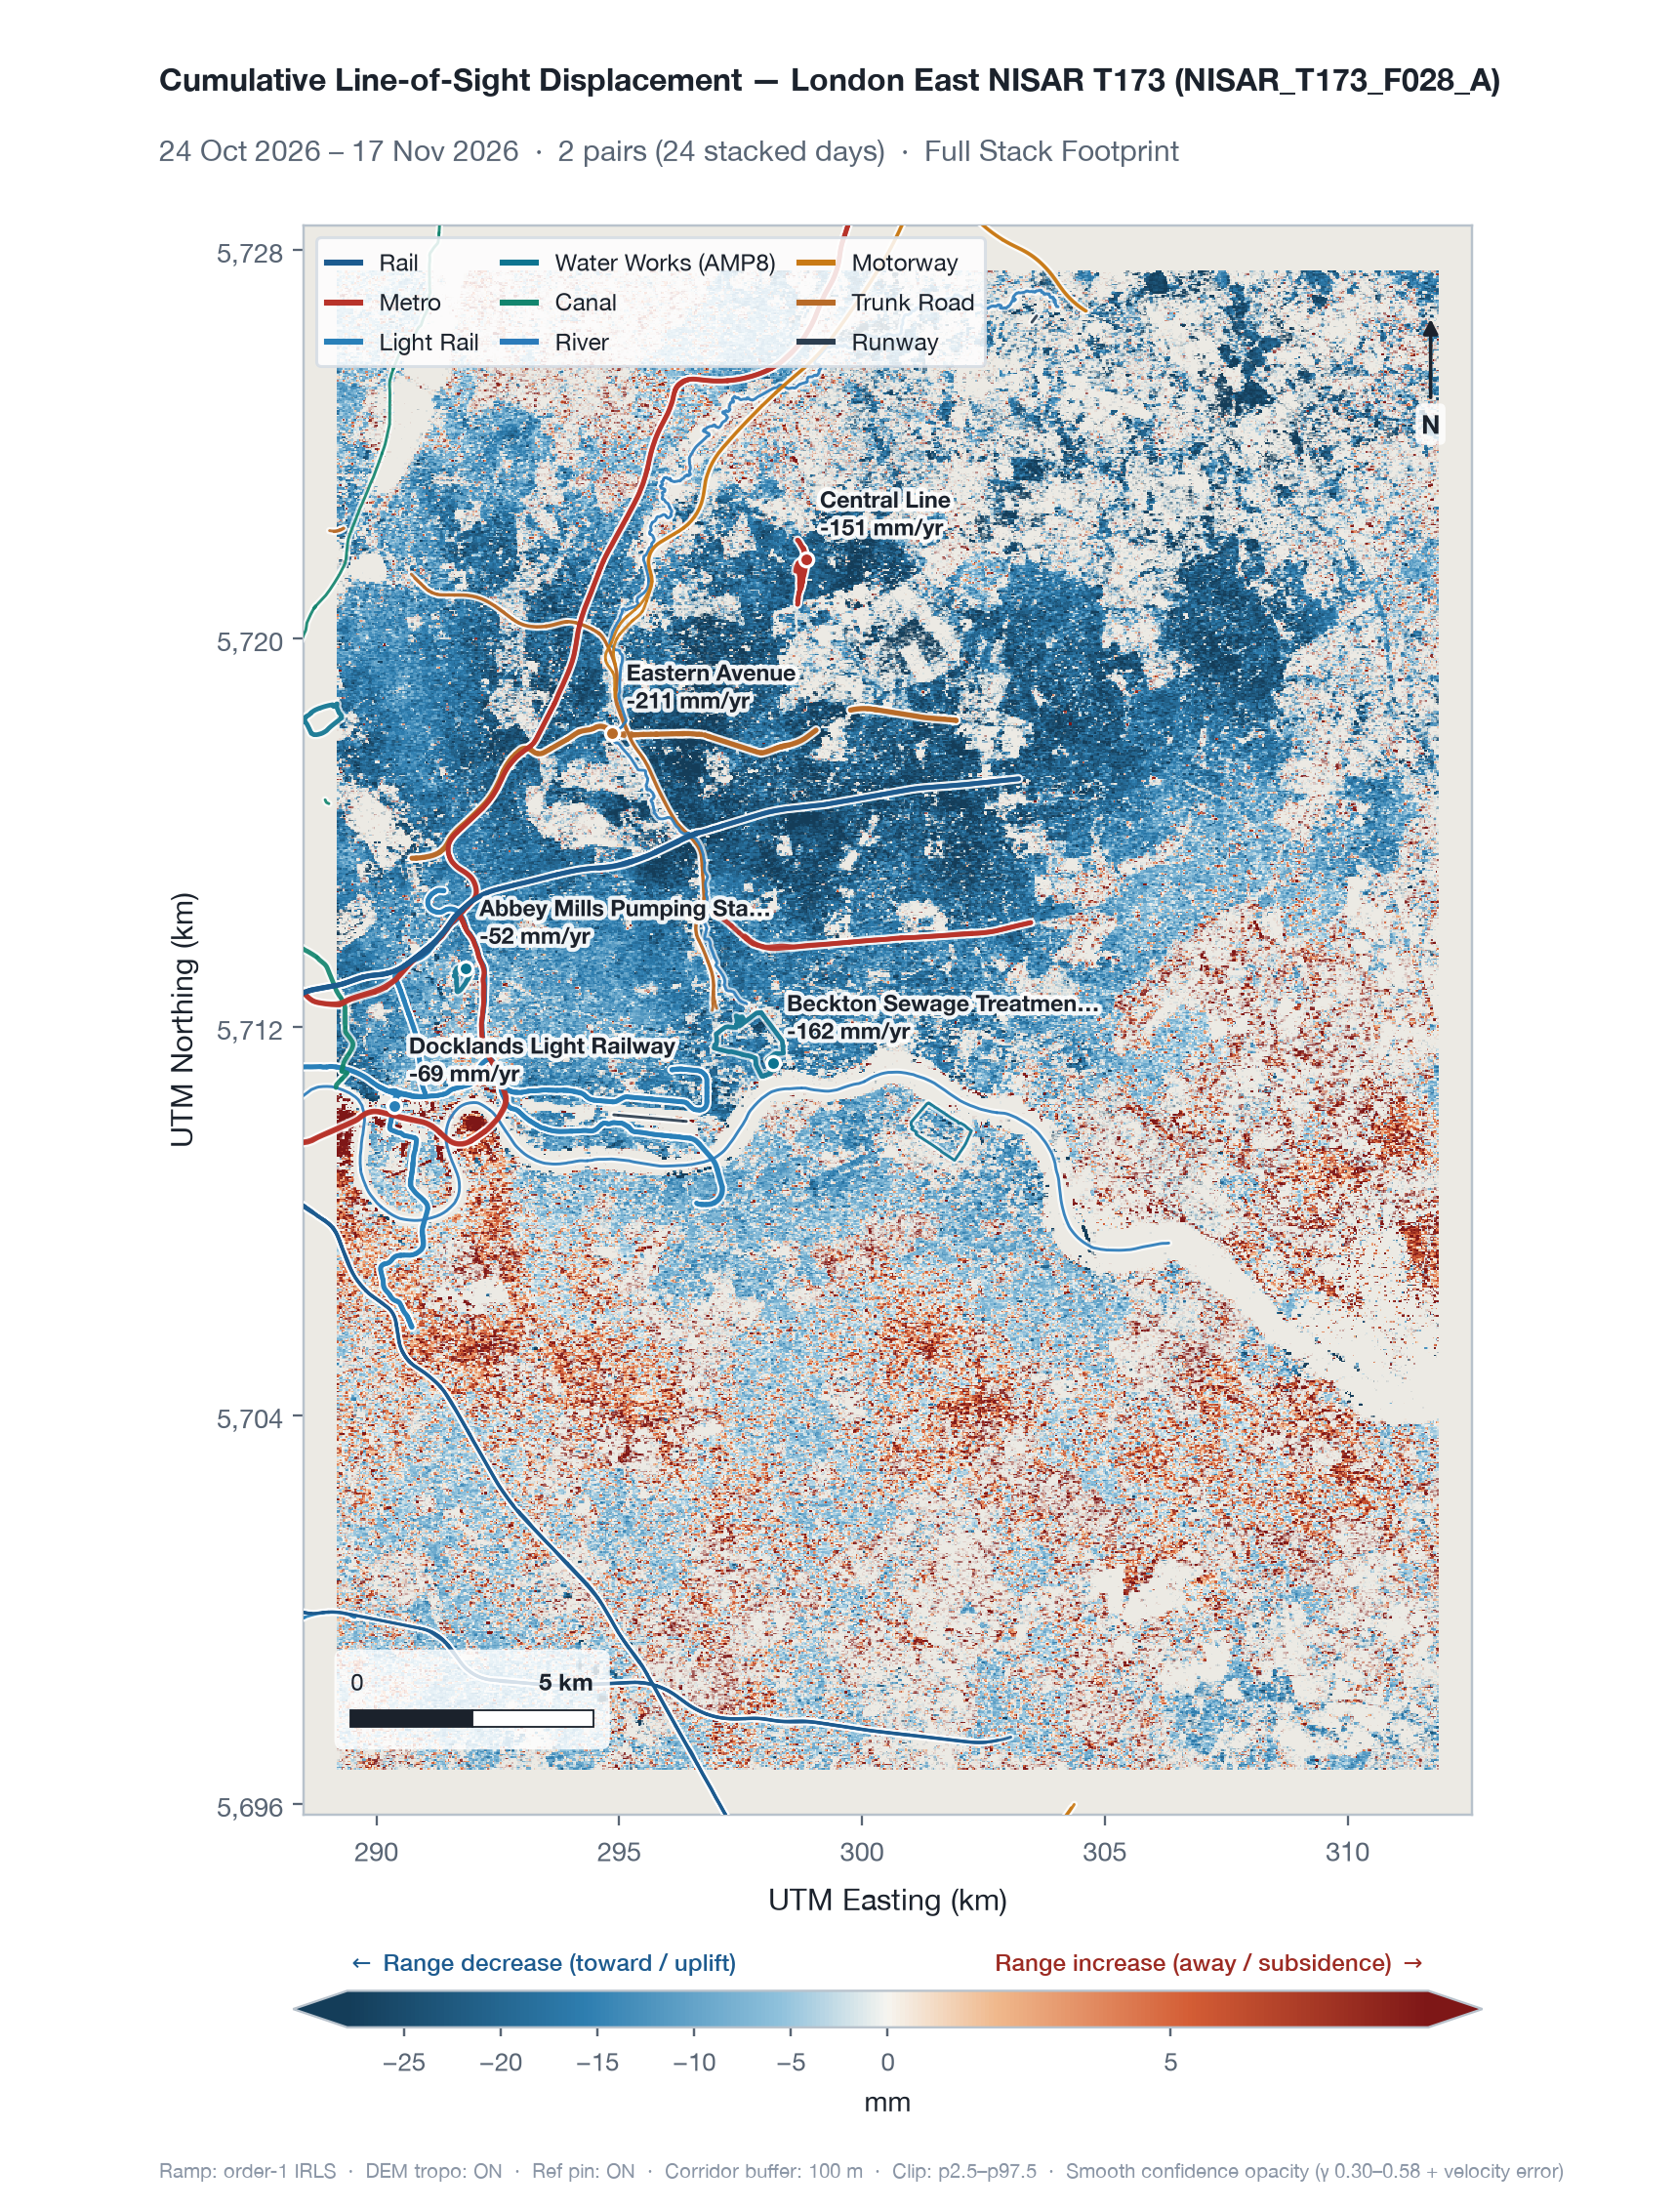 Cumulative Line-of-Sight Displacement — London East NISAR T173 (NISAR_T173_F028_A)
24 Oct 2026 – 17 Nov 2026 · 2 pairs (24 stacked days) · Full Stack Footprint
Rail
Metro
Light Rail
Water Works (AMP8)
Canal
River
Motorway
Trunk Road
Runway
N
Central Line
-151 mm/yr
Eastern Avenue
-211 mm/yr
Abbey Mills Pumping Sta...
-52 mm/yr
Beckton Sewage Treatmen...
-162 mm/yr
Docklands Light Railway
-69 mm/yr
5,728
5,720
5,712
5,704
5,696
UTM Northing (km)
0 5 km
290 295 300 305 310
UTM Easting (km)
← Range decrease (toward / uplift) Range increase (away / subsidence) →
−25 −20 −15 −10 −5 0 5
mm
Ramp: order-1 IRLS · DEM tropo: ON · Ref pin: ON · Corridor buffer: 100 m · Clip: p2.5–p97.5 · Smooth confidence opacity (γ 0.30–0.58 + velocity error)